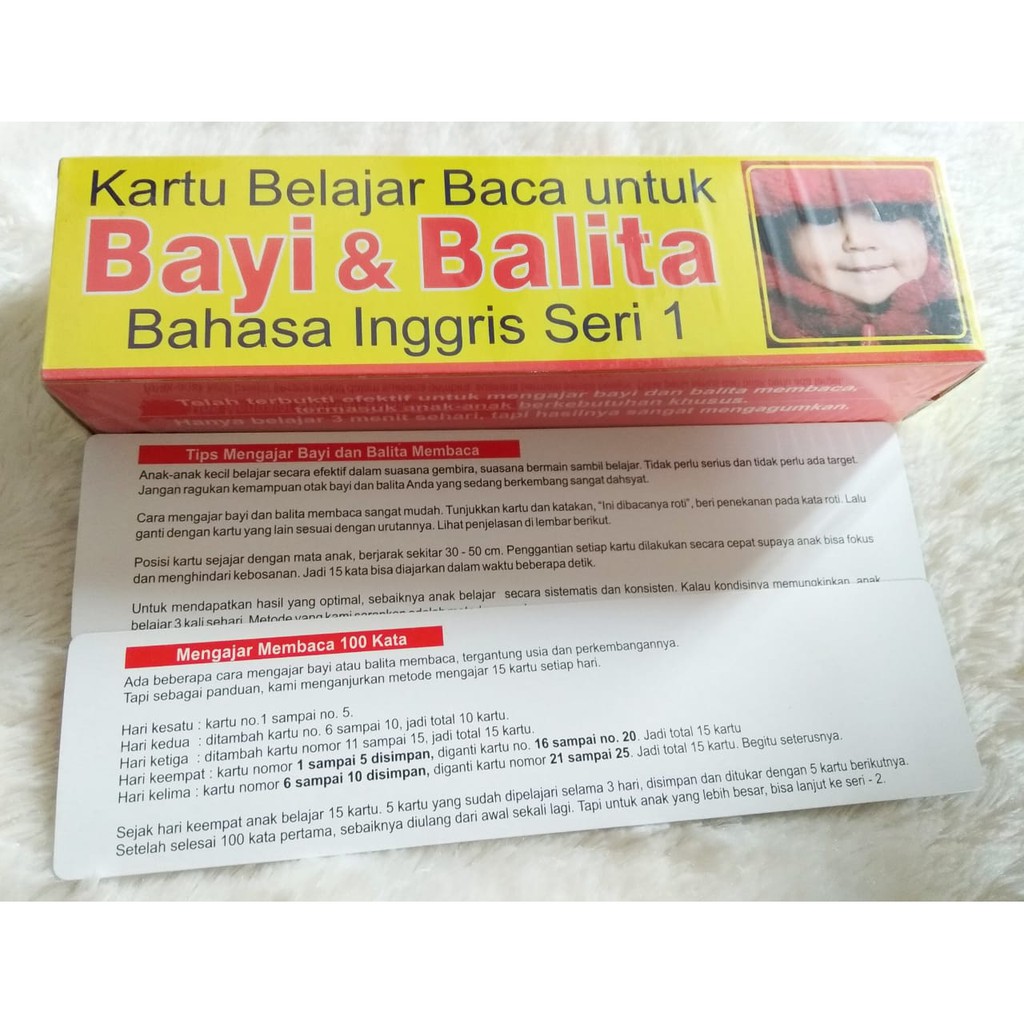 Kartu Belajar Baca untuk
Bayi & Balita
Bahasa Inggris Seri 1
Telah terbukti efektif untuk mengajar bayi dan balita membaca,
termasuk anak-anak berkebutuhan khusus.
Hanya belajar 3 menit sehari, tapi hasilnya sangat mengagumkan.
Tips Mengajar Bayi dan Balita Membaca
Anak-anak kecil belajar secara efektif dalam suasana gembira, suasana bermain sambil belajar. Tidak perlu serius dan tidak perlu ada target.
Jangan ragukan kemampuan otak bayi dan balita Anda yang sedang berkembang sangat dahsyat.
Cara mengajar bayi dan balita membaca sangat mudah. Tunjukkan kartu dan katakan, "Ini dibacanya roti", beri penekanan pada kata roti. Lalu
ganti dengan kartu yang lain sesuai dengan urutannya. Lihat penjelasan di lembar berikut.
Posisi kartu sejajar dengan mata anak, berjarak sekitar 30 - 50 cm. Penggantian setiap kartu dilakukan secara cepat supaya anak bisa fokus
dan menghindari kebosanan. Jadi 15 kata bisa diajarkan dalam waktu beberapa detik.
Untuk mendapatkan hasil yang optimal, sebaiknya anak belajar secara sistematis dan konsisten. Kalau kondisinya memungkinkan, anak
belajar 3 kali sehari. Metode yang kami sarankan adalah
Mengajar Membaca 100 Kata
Ada beberapa cara mengajar bayi atau balita membaca, tergantung usia dan perkembangannya.
Tapi sebagai panduan, kami menganjurkan metode mengajar 15 kartu setiap hari.
Hari kesatu : kartu no.1 sampai no. 5.
Hari kedua : ditambah kartu no. 6 sampai 10, jadi total 10 kartu.
Hari ketiga : ditambah kartu nomor 11 sampai 15, jadi total 15 kartu.
Hari keempat : kartu nomor 1 sampai 5 disimpan, diganti kartu no. 16 sampai no. 20. Jadi total 15 kartu
Hari kelima : kartu nomor 6 sampai 10 disimpan, diganti kartu nomor 21 sampai 25. Jadi total 15 kartu. Begitu seterusnya.
Sejak hari keempat anak belajar 15 kartu. 5 kartu yang sudah dipelajari selama 3 hari, disimpan dan ditukar dengan 5 kartu berikutnya.
Setelah selesai 100 kata pertama, sebaiknya diulang dari awal sekali lagi. Tapi untuk anak yang lebih besar, bisa lanjut ke seri - 2.